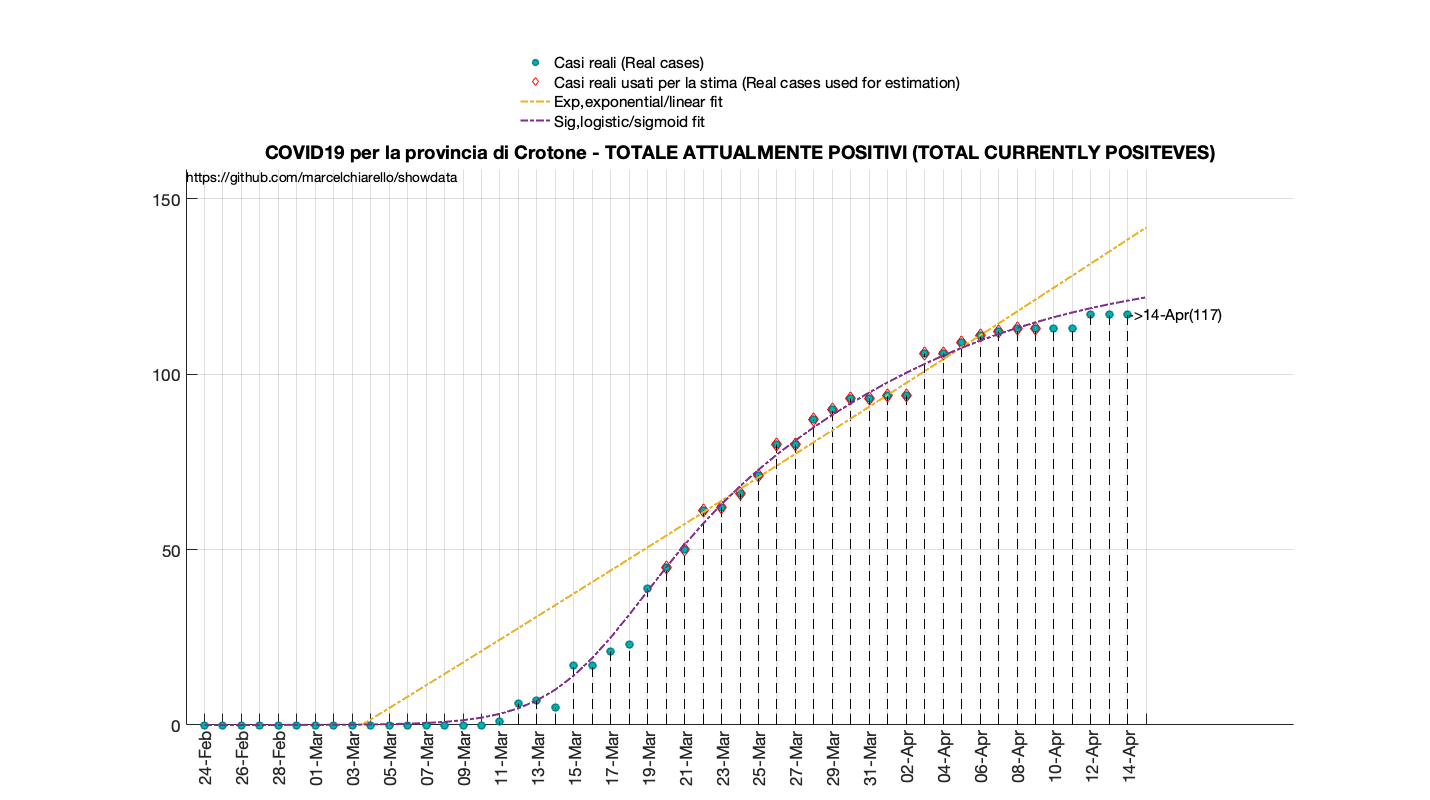 Casi reali (Real cases)
Casi reali usati per la stima (Real cases used for estimation)
Exp,exponential/linear fit
Sig,logistic/sigmoid fit
COVID19 per la provincia di Crotone - TOTALE ATTUALMENTE POSITIVI (TOTAL CURRENTLY POSITEVES)
https://github.com/marcelchiarello/showdata
150
100
50
0
->14-Apr(117)
24-Feb
26-Feb
28-Feb
01-Mar
03-Mar
05-Mar
07-Mar
09-Mar
11-Mar
13-Mar
15-Mar
17-Mar
19-Mar
21-Mar
23-Mar
25-Mar
27-Mar
29-Mar
31-Mar
02-Apr
04-Apr
06-Apr
08-Apr
10-Apr
12-Apr
14-Apr